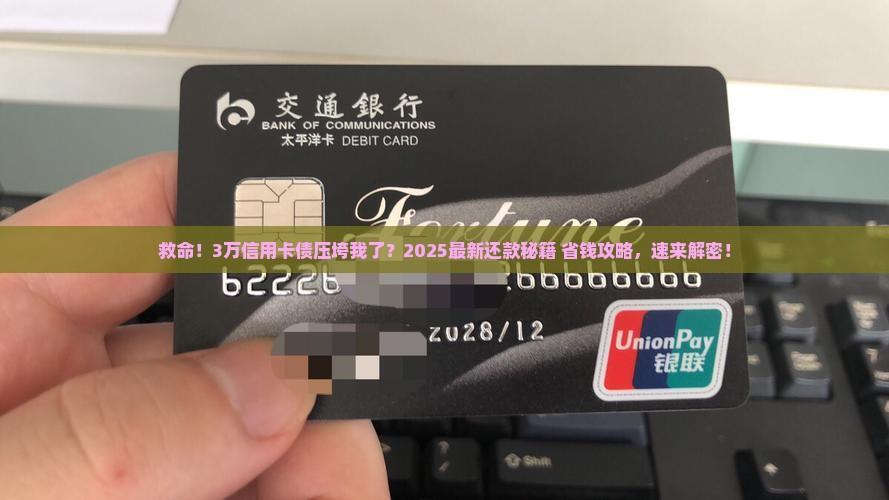 交通銀行
BANK OF COMMUNICATIONS
太平洋卡 DEBIT CARD
Fortune
救命！3万信用卡债压垮我了？2025最新还款秘籍 省钱攻略，速来解密！
62226 66666666
2028/12
UnionPay
银联
Shift